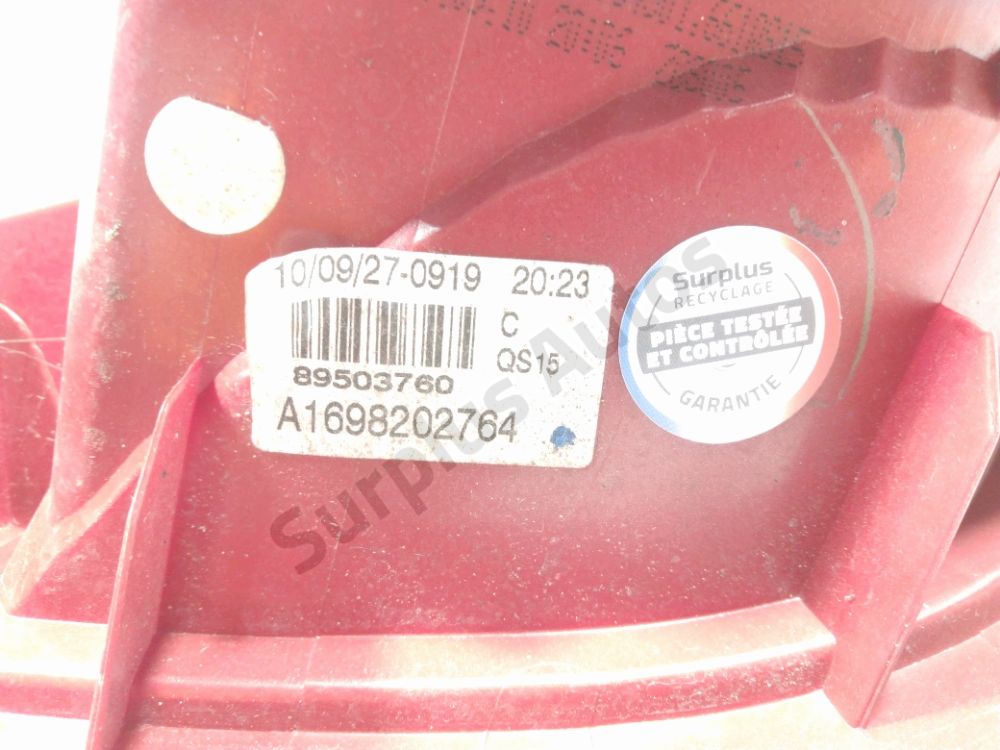 10/09/27-0919 20:23
C
QS15
89503760
A1698202764
Surplus
RECYCLAGE
PIÈCE TESTÉE
ET CONTRÔLÉE
GARANTIE
Surplus Autos